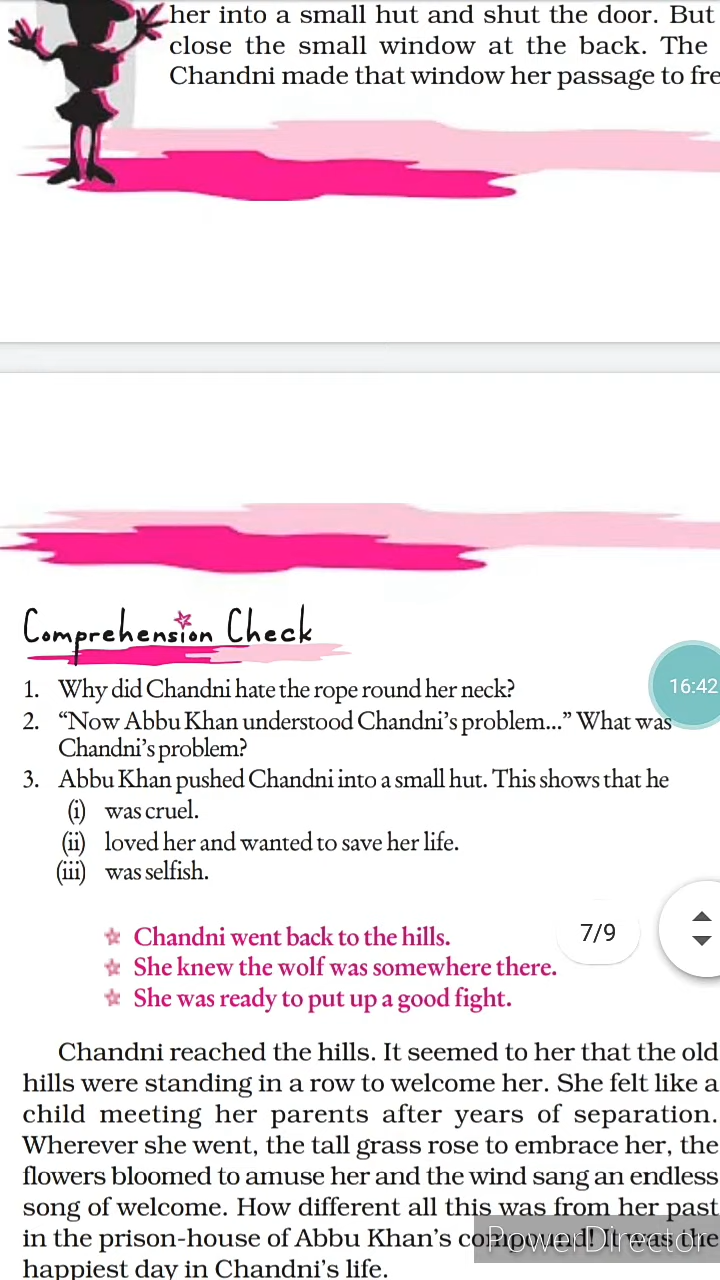 her into a small hut and shut the door. But
close the small window at the back. The
Chandni made that window her passage to fre
Comprehension Check
1. Why did Chandni hate the rope round her neck?
16:42
2. “Now Abbu Khan understood Chandni’s problem...” What was
Chandni’s problem?
3. Abbu Khan pushed Chandni into a small hut. This shows that he
(i) was cruel.
(ii) loved her and wanted to save her life.
(iii) was selfish.
7/9
Chandni went back to the hills.
She knew the wolf was somewhere there.
She was ready to put up a good fight.
Chandni reached the hills. It seemed to her that the old
hills were standing in a row to welcome her. She felt like a
child meeting her parents after years of separation.
Wherever she went, the tall grass rose to embrace her, the
flowers bloomed to amuse her and the wind sang an endless
song of welcome. How different all this was from her past
in the prison-house of Abbu Khan’s compound! It was the
PowerDirector
happiest day in Chandni’s life.